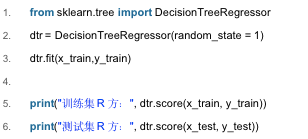 1. from sklearn.tree import DecisionTreeRegressor
2. dtr = DecisionTreeRegressor(random_state = 1)
3. dtr.fit(x_train,y_train)
4.
5. print("训练集 R 方：", dtr.score(x_train, y_train))
6. print("测试集 R 方：", dtr.score(x_test, y_test))